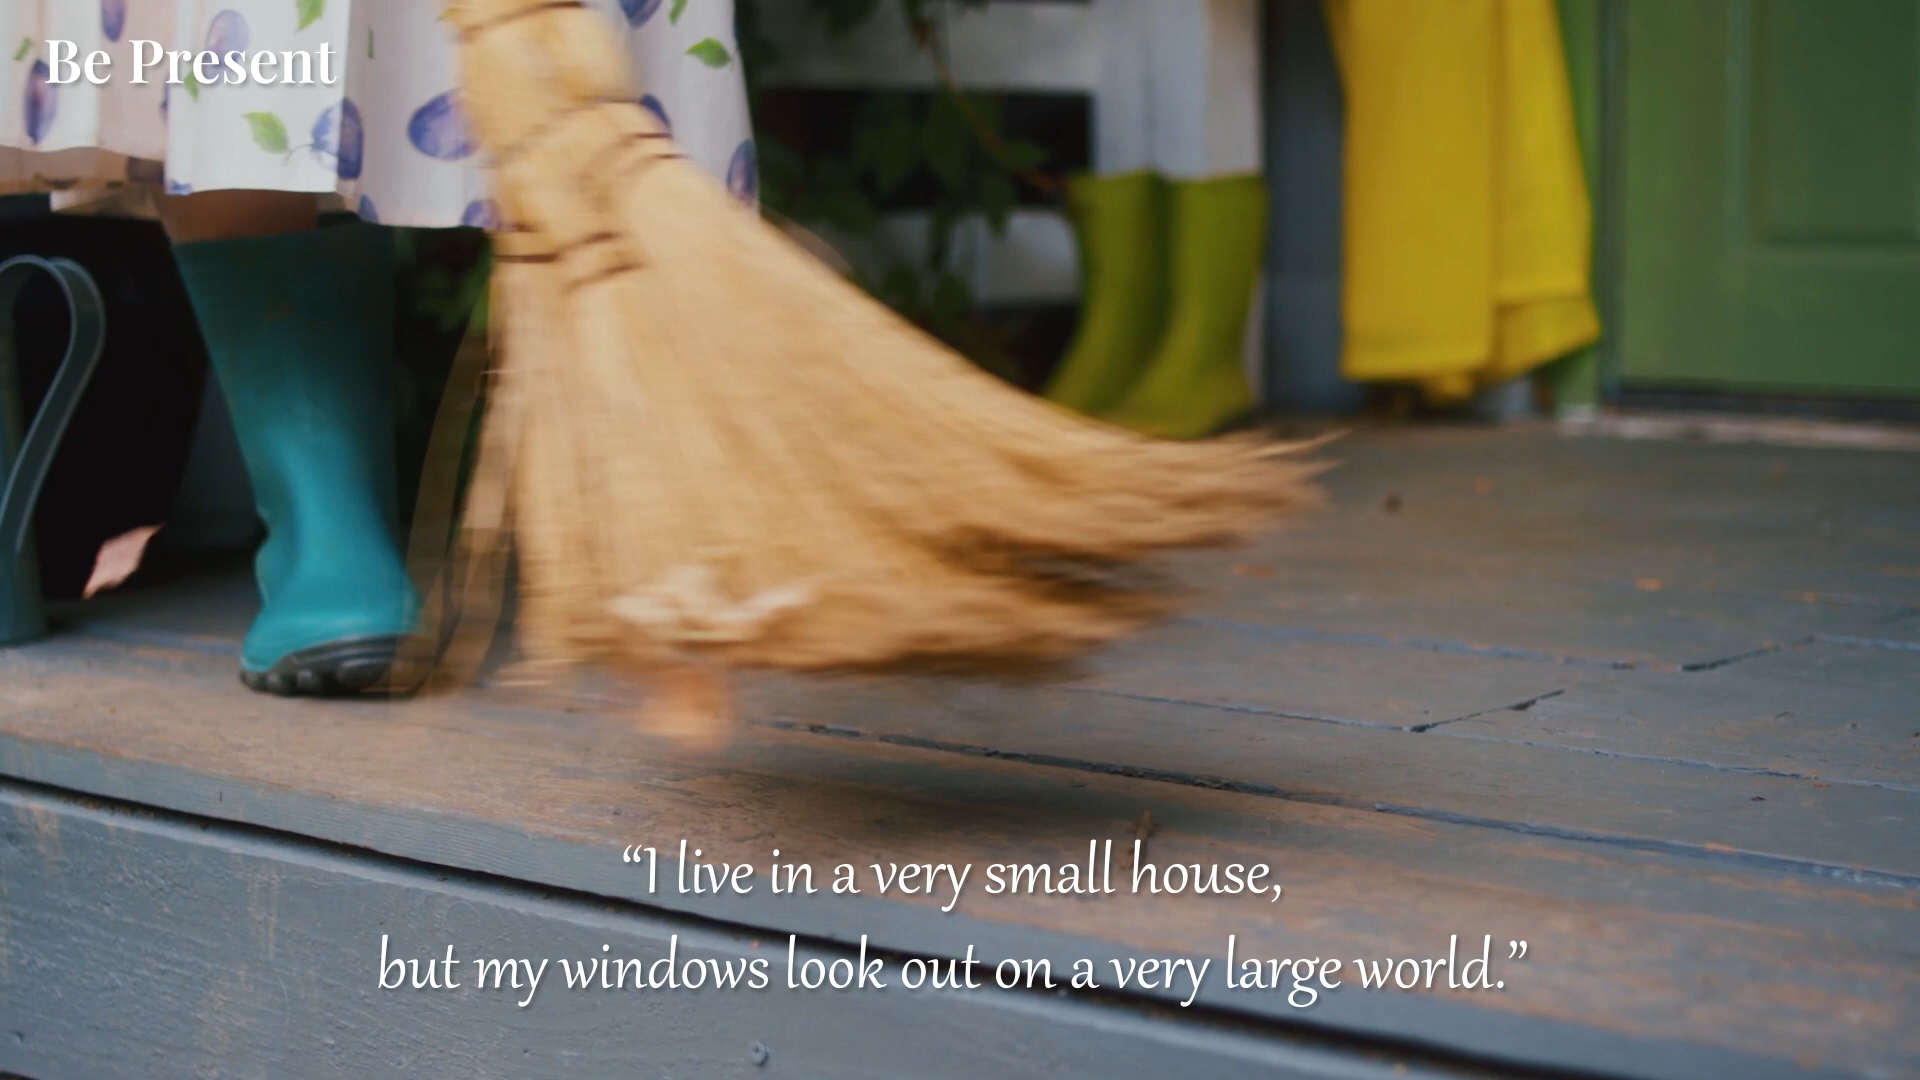 Be Present
“I live in a very small house,
but my windows look out on a very large world.”